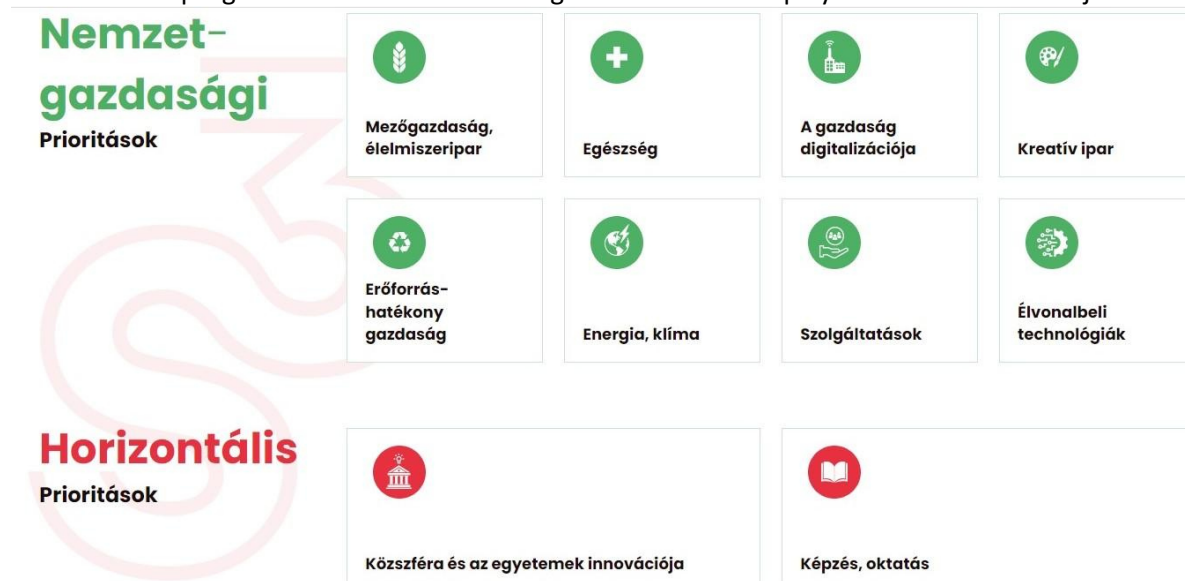 Nemzet-
gazdasági
Prioritások
Mezőgazdaság,
élelmiszeripar
Egészség
A gazdaság
digitalizációja
Kreatív ipar
Erőforrás-
hatékony
gazdaság
Energia, klíma
Szolgáltatások
Élvonalbeli
technológiák
S3
Horizontális
Prioritások
Közszféra és az egyetemek innovációja
Képzés, oktatás